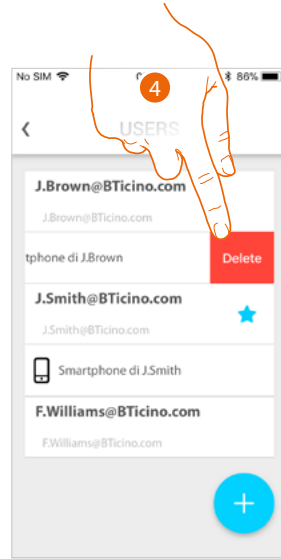 No SIM 86%
4
USERS
J.Brown@BTicino.com
J.Brown@BTicino.com
tphone di J.Brown Delete
J.Smith@BTicino.com
J.Smith@BTicino.com
Smartphone di J.Smith
F.Williams@BTicino.com
F.Williams@BTicino.com